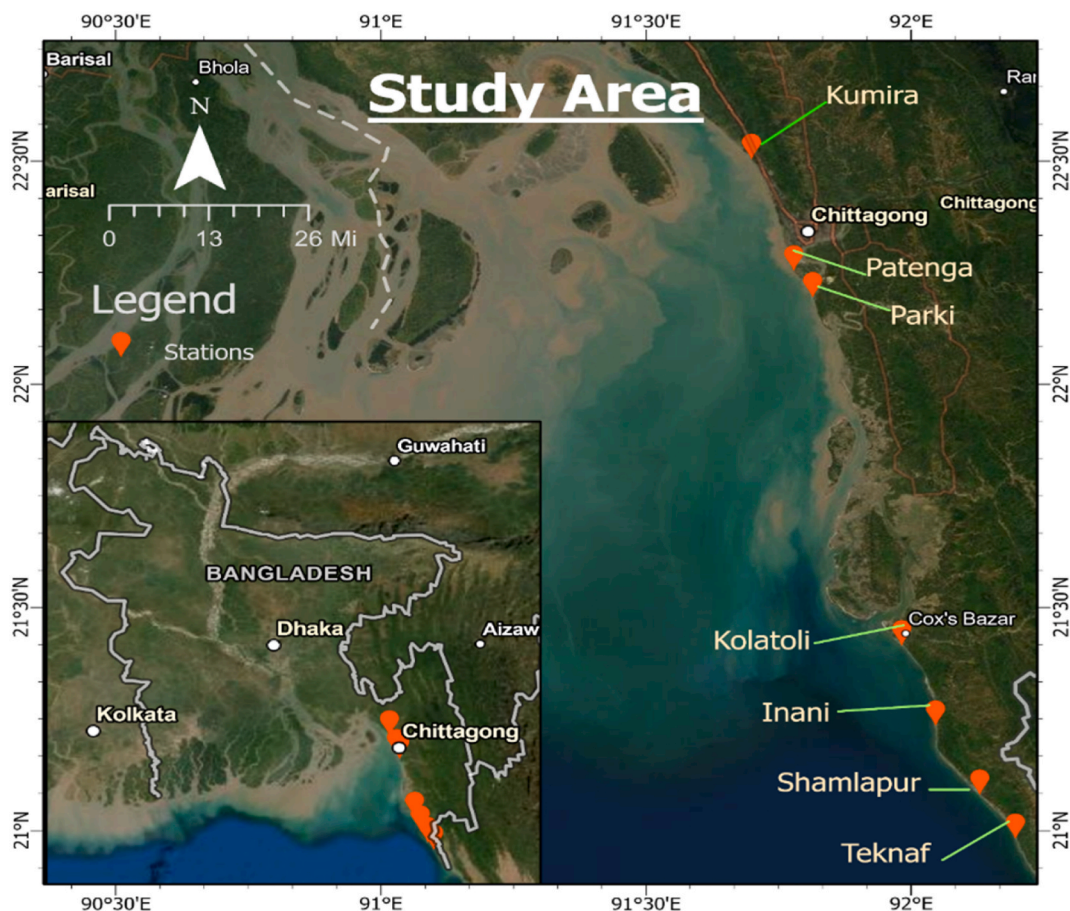 90°30'E 91°E 91°30'E 92°E
Barisal
Bhola
Study Area
Ran
Kumira
N
22°30'N
22°30'N
arisal
Chittagong
Chittagong
0 13 26 Mi
Patenga
Legend
Parki
Stations
22°N
22°N
Guwahati
BANGLADESH
21°30'N
21°30'N
Cox's Bazar
Dhaka
Aizaw
Kolatoli
Kolkata
Inani
Chittagong
Shamlapur
21°N
21°N
Teknaf
90°30'E 91°E 91°30'E 92°E